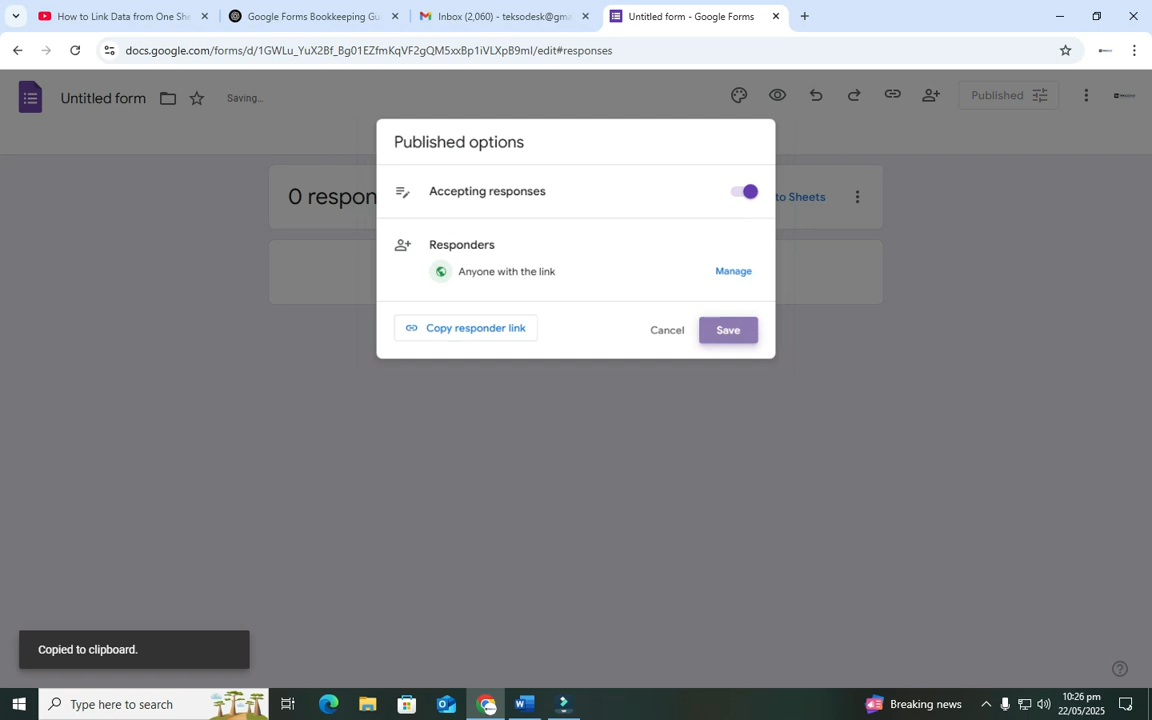 How to Link Data from One She
Google Forms Bookkeeping Gu
Inbox (2,060) - teksodesk@gma
Untitled form - Google Forms
docs.google.com/forms/d/1GWLu_YuX2Bf_Bg01EZfmKqVF2gQM5xxBp1iVLXpB9mI/edit#responses
Untitled form
Saving...
Published
Published options
Accepting responses
0 respon
to Sheets
Responders
Anyone with the link
Manage
Copy responder link
Cancel
Save
Copied to clipboard.
Type here to search
Breaking news
10:26 pm
22/05/2025